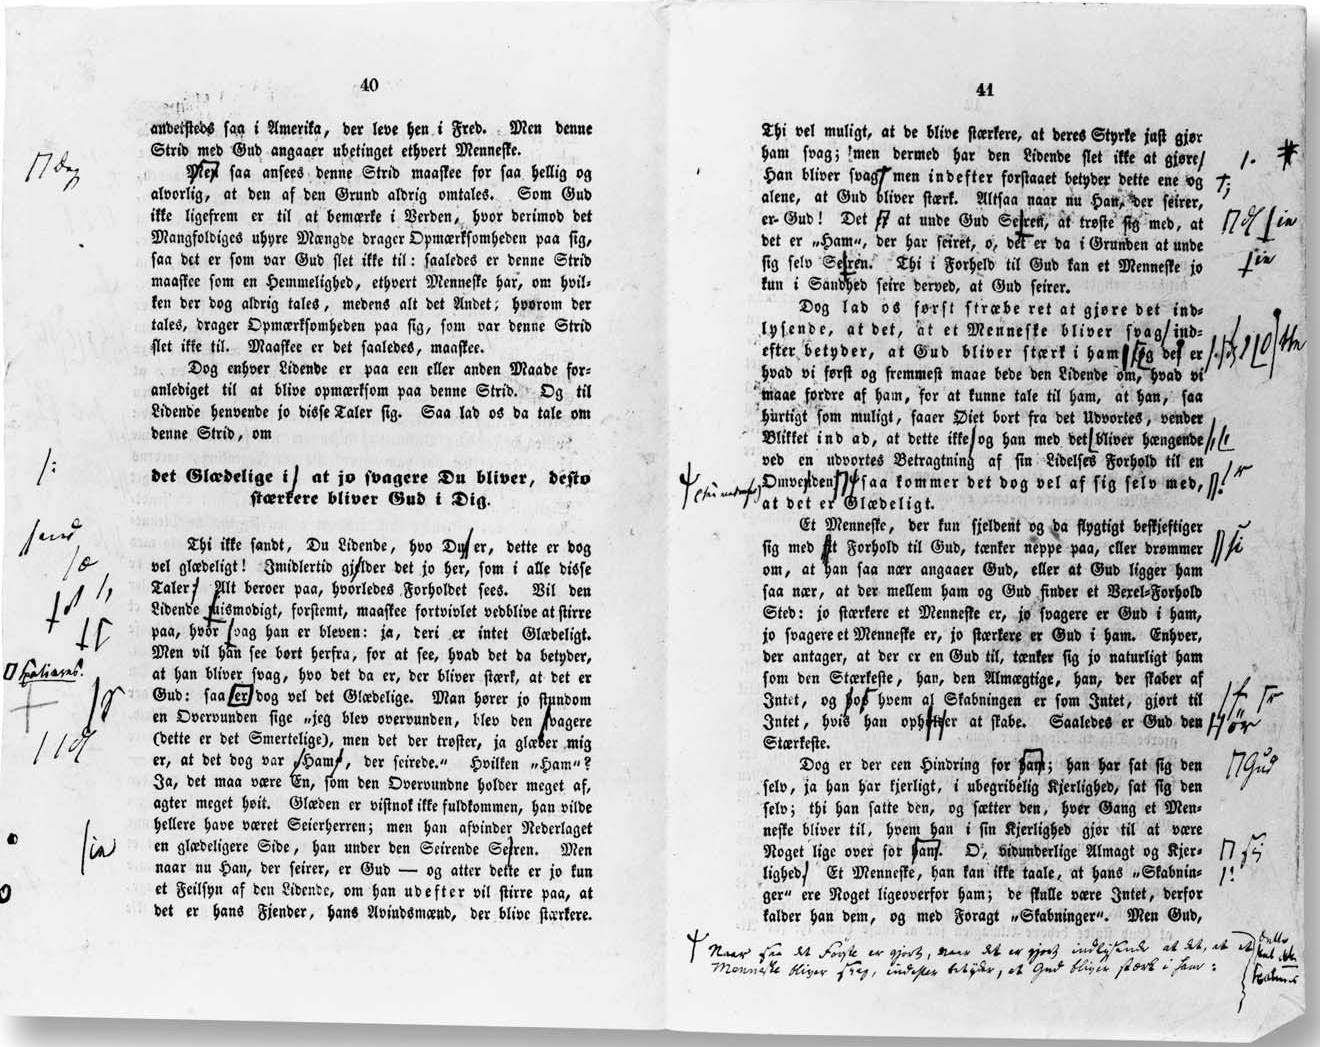 40
andetsteds saa i Amerika, der leve hen i Fred. Men denne
Strid med Gud angaaer ubetinget ethvert Menneske.
Men saa ansees denne Strid maaskee for saa hellig og
alvorlig, at den af den Grund aldrig omtales. Som Gud
ikke ligefrem er til at bemærke i Verden, hvor derimod det
Mangfoldiges uhyre Mængde drager Opmærksomheden paa sig,
saa det er som var Gud slet ikke til: saaledes er denne Strid
maaskee som en Hemmelighed, ethvert Menneske har, om hvil-
ken der dog aldrig tales, medens alt det Andet, hvorom der
tales, drager Opmærksomheden paa sig, som var denne Strid
slet ikke til. Maaskee er det saaledes, maaskee.
Dog enhver Lidende er paa een eller anden Maade for-
anlediget til at blive opmærksom paa denne Strid. Og til
Lidende henvende jo disse Taler sig. Saa lad os da tale om
denne Strid, om
det Glædelige i at jo svagere Du bliver, desto
stærkere bliver Gud i Dig.
Thi ikke sandt, Du Lidende, hvo Du er, dette er dog
vel glædeligt! Imidlertid gjælder det jo her, som i alle disse
Taler Alt beroer paa, hvorledes Forholdet sees. Vil den
Lidende mismodigt, forstemt, maaskee fortvivlet vedblive at stirre
paa, hvor svag han er bleven: ja, deri er intet Glædeligt.
Men vil han see bort herfra, for at see, hvad det da betyder,
at han bliver svag, hvo det da er, der bliver stærk, at det er
Gud: saa er dog vel det Glædelige. Man hører jo stundom
en Overvunden sige „jeg blev overvunden, blev den svagere
(dette er det Smertelige), men det der trøster, ja glæder mig
er, at det dog var „Ham“, der seirede.“ Hvilken „Ham“?
Ja, det maa være En, som den Overvundne holder meget af,
agter meget høit. Glæden er vistnok ikke fuldkommen, han vilde
hellere have været Seierherren; men han afvinder Nederlaget
en glædeligere Side, han under den Seirende Seiren. Men
naar nu Han, der seirer, er Gud — og atter dette er jo kun
et Feilsyn af den Lidende, om han udefter vil stirre paa, at
det er hans Fjender, hans Avindsmænd, der blive stærkere.
41
Thi vel muligt, at de blive stærkere, at deres Styrke just gjør
ham svag; men dermed har den Lidende slet ikke at gjøre
Han bliver svag men indefter forstaaet betyder dette ene og
alene, at Gud bliver stærk. Altsaa naar nu Han, der seirer,
er Gud! Det at unde Gud Seiren, at trøste sig med, at
det er „Ham“, der har seiret, o, det er da i Grunden at unde
sig selv Seiren. Thi i Forhold til Gud kan et Menneske jo
kun i Sandhed seire derved, at Gud seirer.
Dog lad os først stræbe ret at gjøre det ind-
lysende, at det, at et Menneske bliver svag ind-
efter betyder, at Gud bliver stærk i ham Og det er
hvad vi først og fremmest maae bede den Lidende om, hvad vi
maae fordre af ham, for at kunne tale til ham, at han, saa
hurtigt som muligt, faaer Øiet bort fra det Udvortes, vender
Blikket ind ad, at dette ikke og han med det bliver hængende
ved en udvortes Betragtning af sin Lidelses Forhold til en
Omverden saa kommer det dog vel af sig selv med,
at det er Glædeligt.
Et Menneske, der kun sjeldent og da flygtigt beskjeftiger
sig med sit Forhold til Gud, tænker neppe paa, eller drømmer
om, at han saa nær angaaer Gud, eller at Gud ligger ham
saa nær, at der mellem ham og Gud finder et Vexel-Forhold
Sted: jo stærkere et Menneske er, jo svagere er Gud i ham,
jo svagere et Menneske er, jo stærkere er Gud i ham. Enhver,
der antager, at der er en Gud til, tænker sig jo naturligt ham
som den Stærkeste, han, den Almægtige, han, der skaber af
Intet, og for hvem al Skabningen er som Intet, gjort til
Intet, hvis han ophører at skabe. Saaledes er Gud den
Stærkeste.
Dog er der een Hindring for ham; han har sat sig den
selv, ja han har kjerligt, i ubegribelig Kjerlighed, sat sig den
selv; thi han satte den, og sætter den, hver Gang et Men-
neske bliver til, hvem han i sin Kjerlighed gjør til at være
Noget lige over for ham. O, vidunderlige Almagt og Kjer-
lighed Et Menneske, han kan ikke taale, at hans „Skabnin-
ger“ ere Noget ligeoverfor ham; de skulle være Intet, derfor
kalder han dem, og med Foragt „Skabninger“. Men Gud,
Naar saa det Første er gjort, naar det er gjort indlysende at det, at et
Menneske bliver svag, indefter betyder, at Gud bliver stærk i ham: